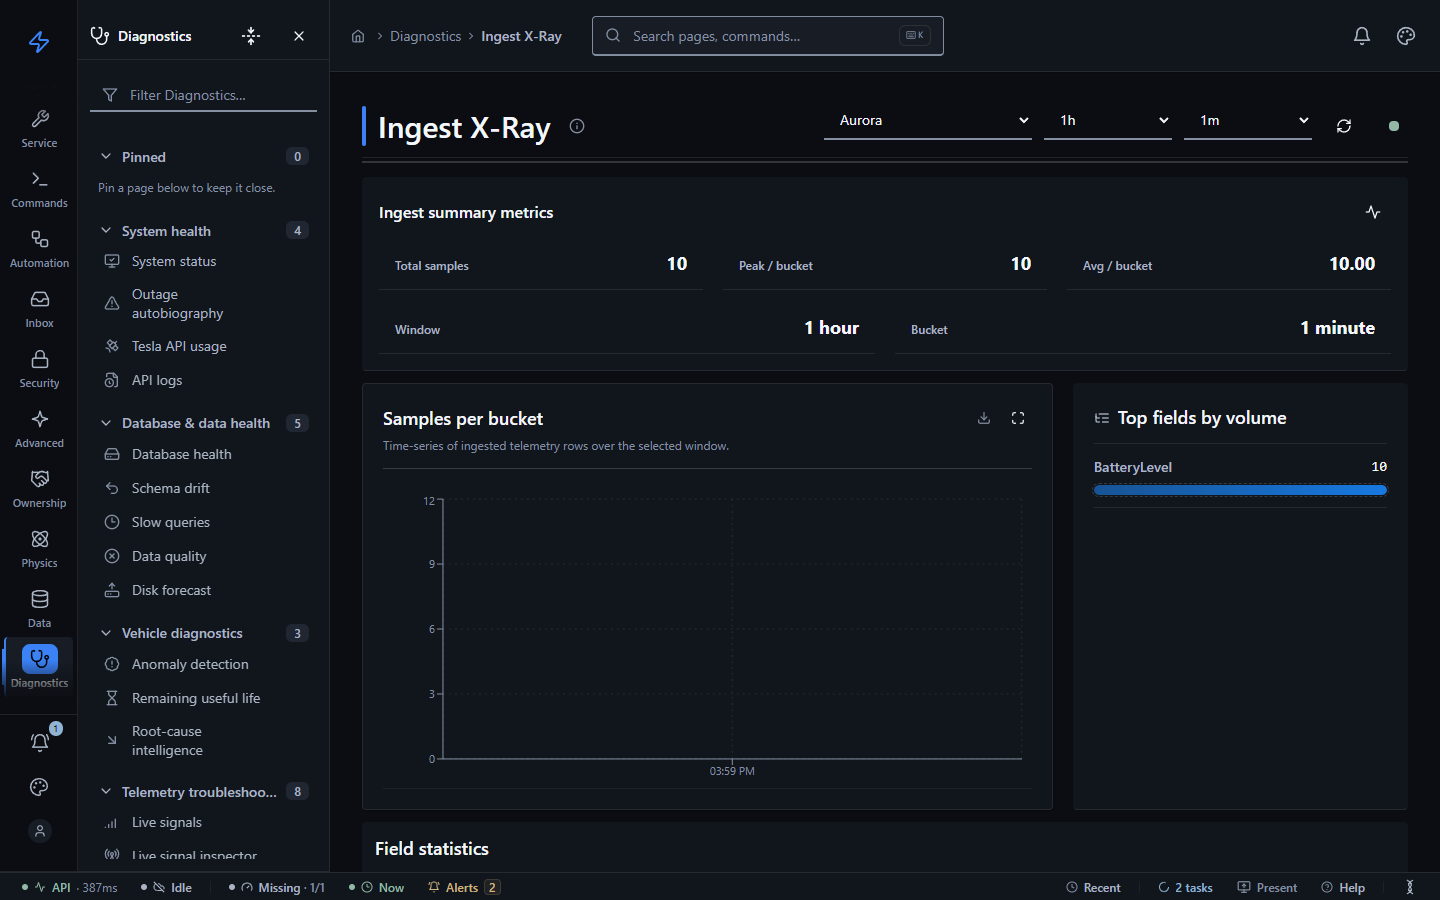 Diagnostics
Diagnostics
Ingest X-Ray
Search pages, commands...
K
Service
Commands
Automation
Inbox
Security
Advanced
Ownership
Physics
Data
Diagnostics
1
Filter Diagnostics...
Pinned
0
Pin a page below to keep it close.
System health
4
System status
Outage
autobiography
Tesla API usage
API logs
Database & data health
5
Database health
Schema drift
Slow queries
Data quality
Disk forecast
Vehicle diagnostics
3
Anomaly detection
Remaining useful life
Root-cause
intelligence
Telemetry troubleshoo...
8
Live signals
Live signal inspector
Ingest X-Ray
Aurora
1h
1m
Ingest summary metrics
Total samples
10
Peak / bucket
10
Avg / bucket
10.00
Window
1 hour
Bucket
1 minute
Samples per bucket
Time-series of ingested telemetry rows over the selected window.
12
9
6
3
0
03:59 PM
Top fields by volume
BatteryLevel
10
Field statistics
API · 387ms
Idle
Missing · 1/1
Now
Alerts 2
Recent
2 tasks
Present
Help